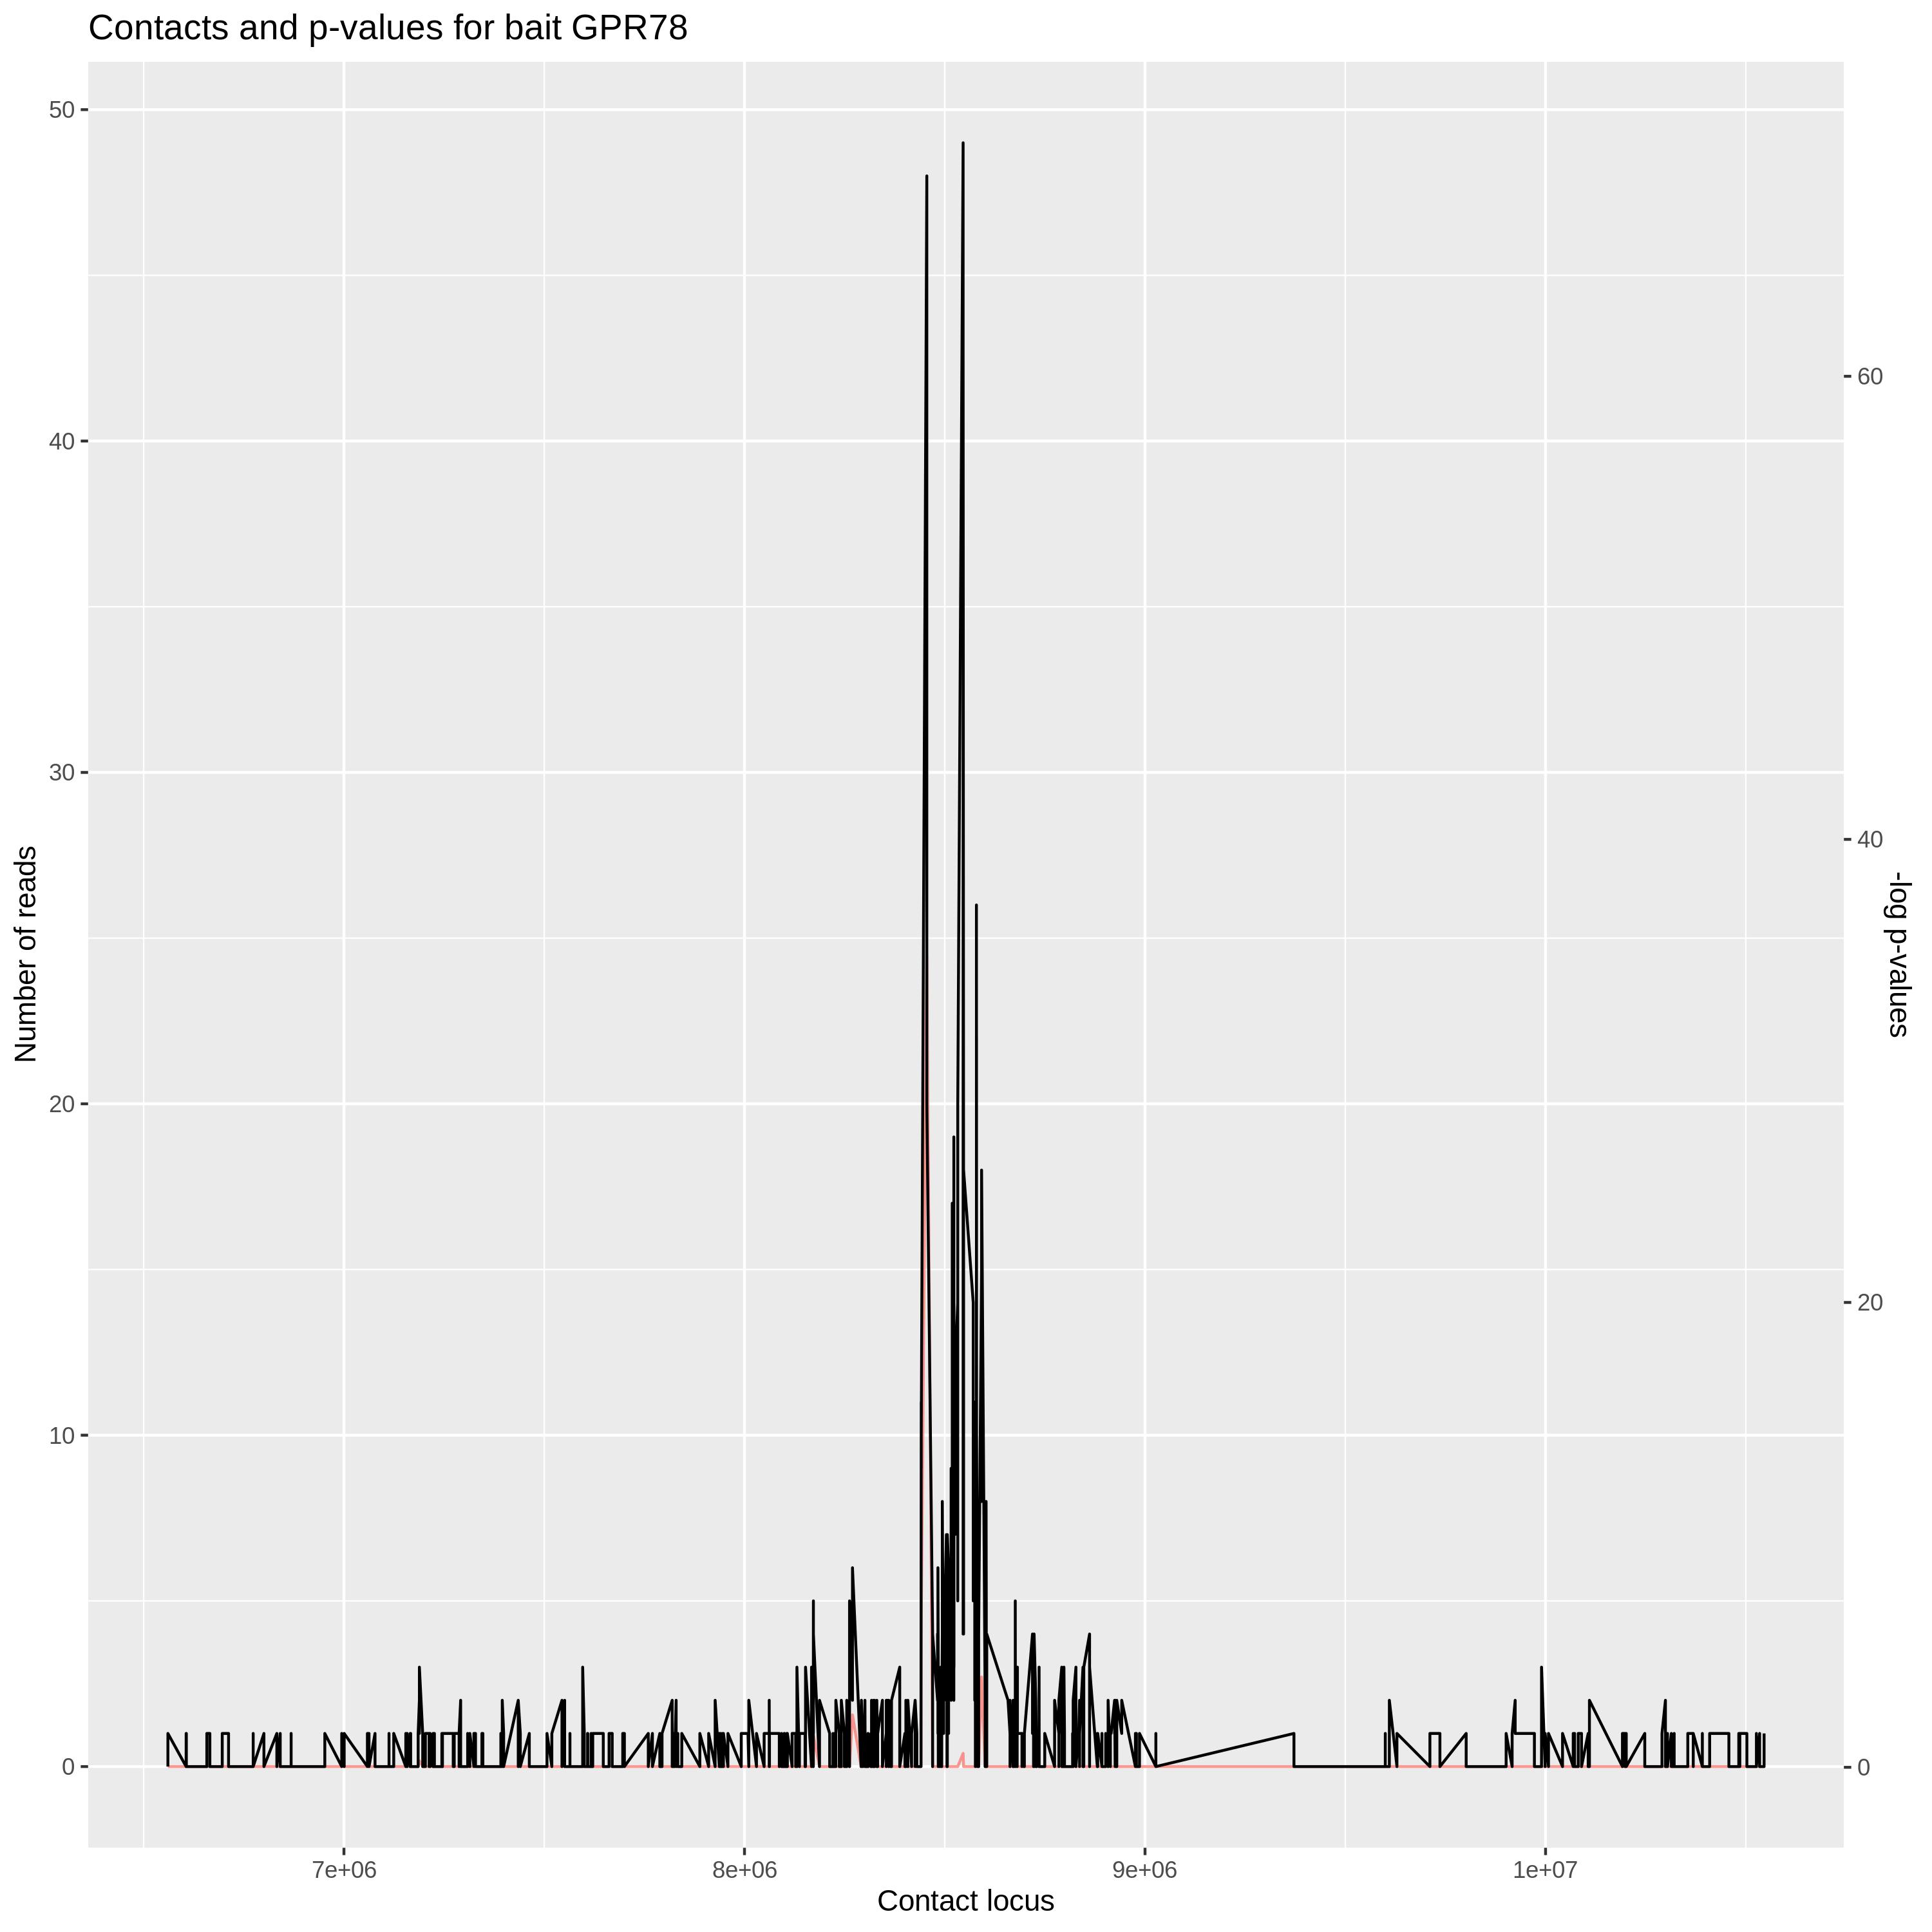 Contacts and p-values for bait GPR78
50
40
30
20
10
0
Number of reads
60
40
20
0
-log p-values
7e+06
8e+06
9e+06
1e+07
Contact locus